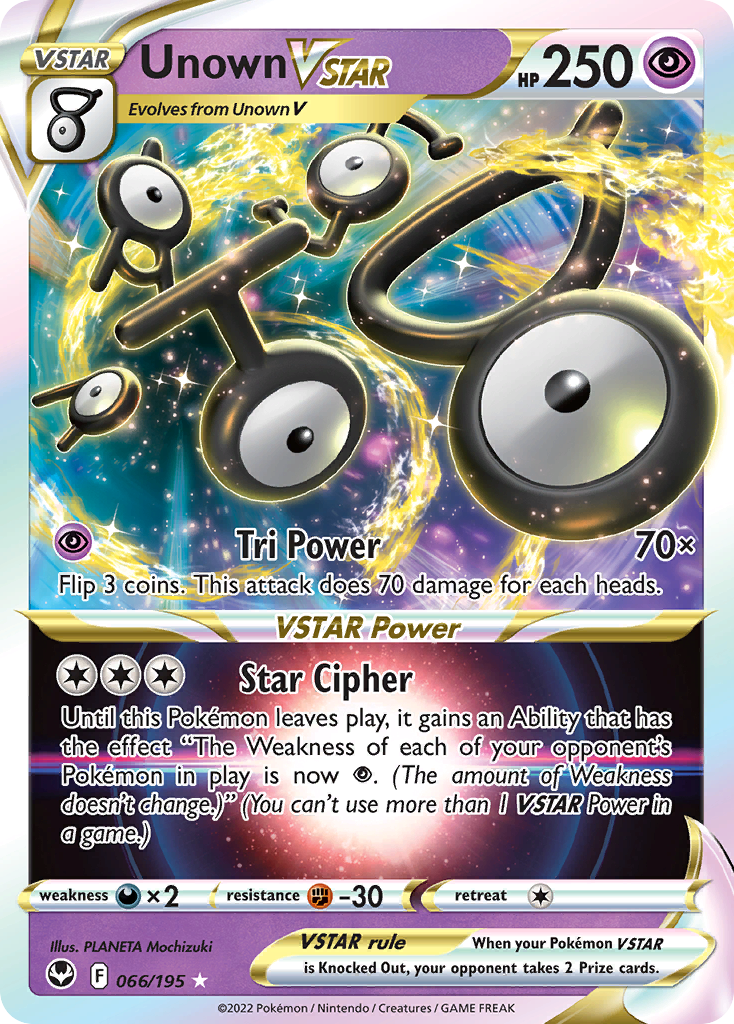 VSTAR
Unown VSTAR
HP 250
Evolves from Unown V
Tri Power 70×
Flip 3 coins. This attack does 70 damage for each heads.
VSTAR Power
Star Cipher
Until this Pokémon leaves play, it gains an Ability that has
the effect “The Weakness of each of your opponent’s
Pokémon in play is now . (The amount of Weakness
doesn’t change.)” (You can’t use more than 1 VSTAR Power in
a game.)
weakness ×2 resistance -30 retreat
Illus. PLANETA Mochizuki
VSTAR rule When your Pokémon VSTAR
is Knocked Out, your opponent takes 2 Prize cards.
F 066/195
©2022 Pokémon / Nintendo / Creatures / GAME FREAK